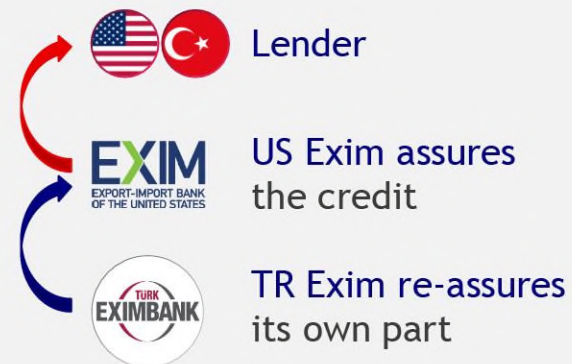 Lender
EXIM
EXPORT-IMPORT BANK
OF THE UNITED STATES
US Exim assures
the credit
TÜRK
EXIMBANK
TR Exim re-assures
its own part